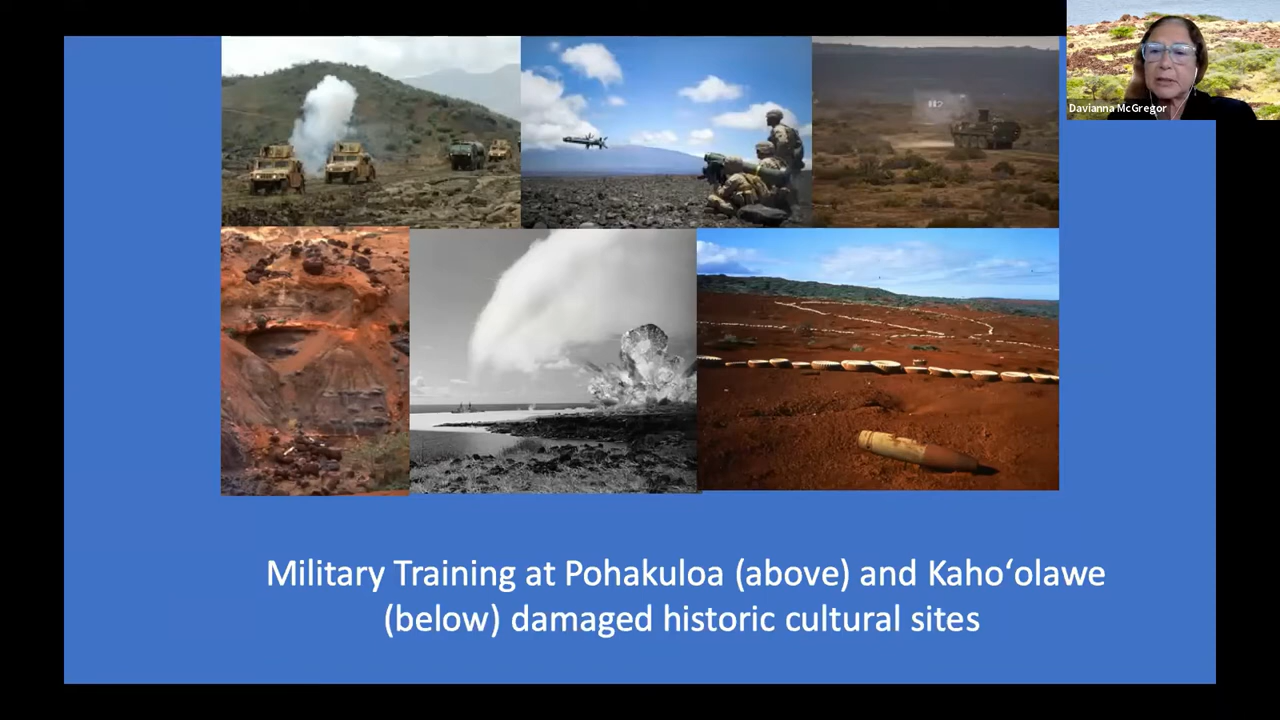 Davianna McGregor
Military Training at Pohakuloa (above) and Kahoʻolawe
(below) damaged historic cultural sites